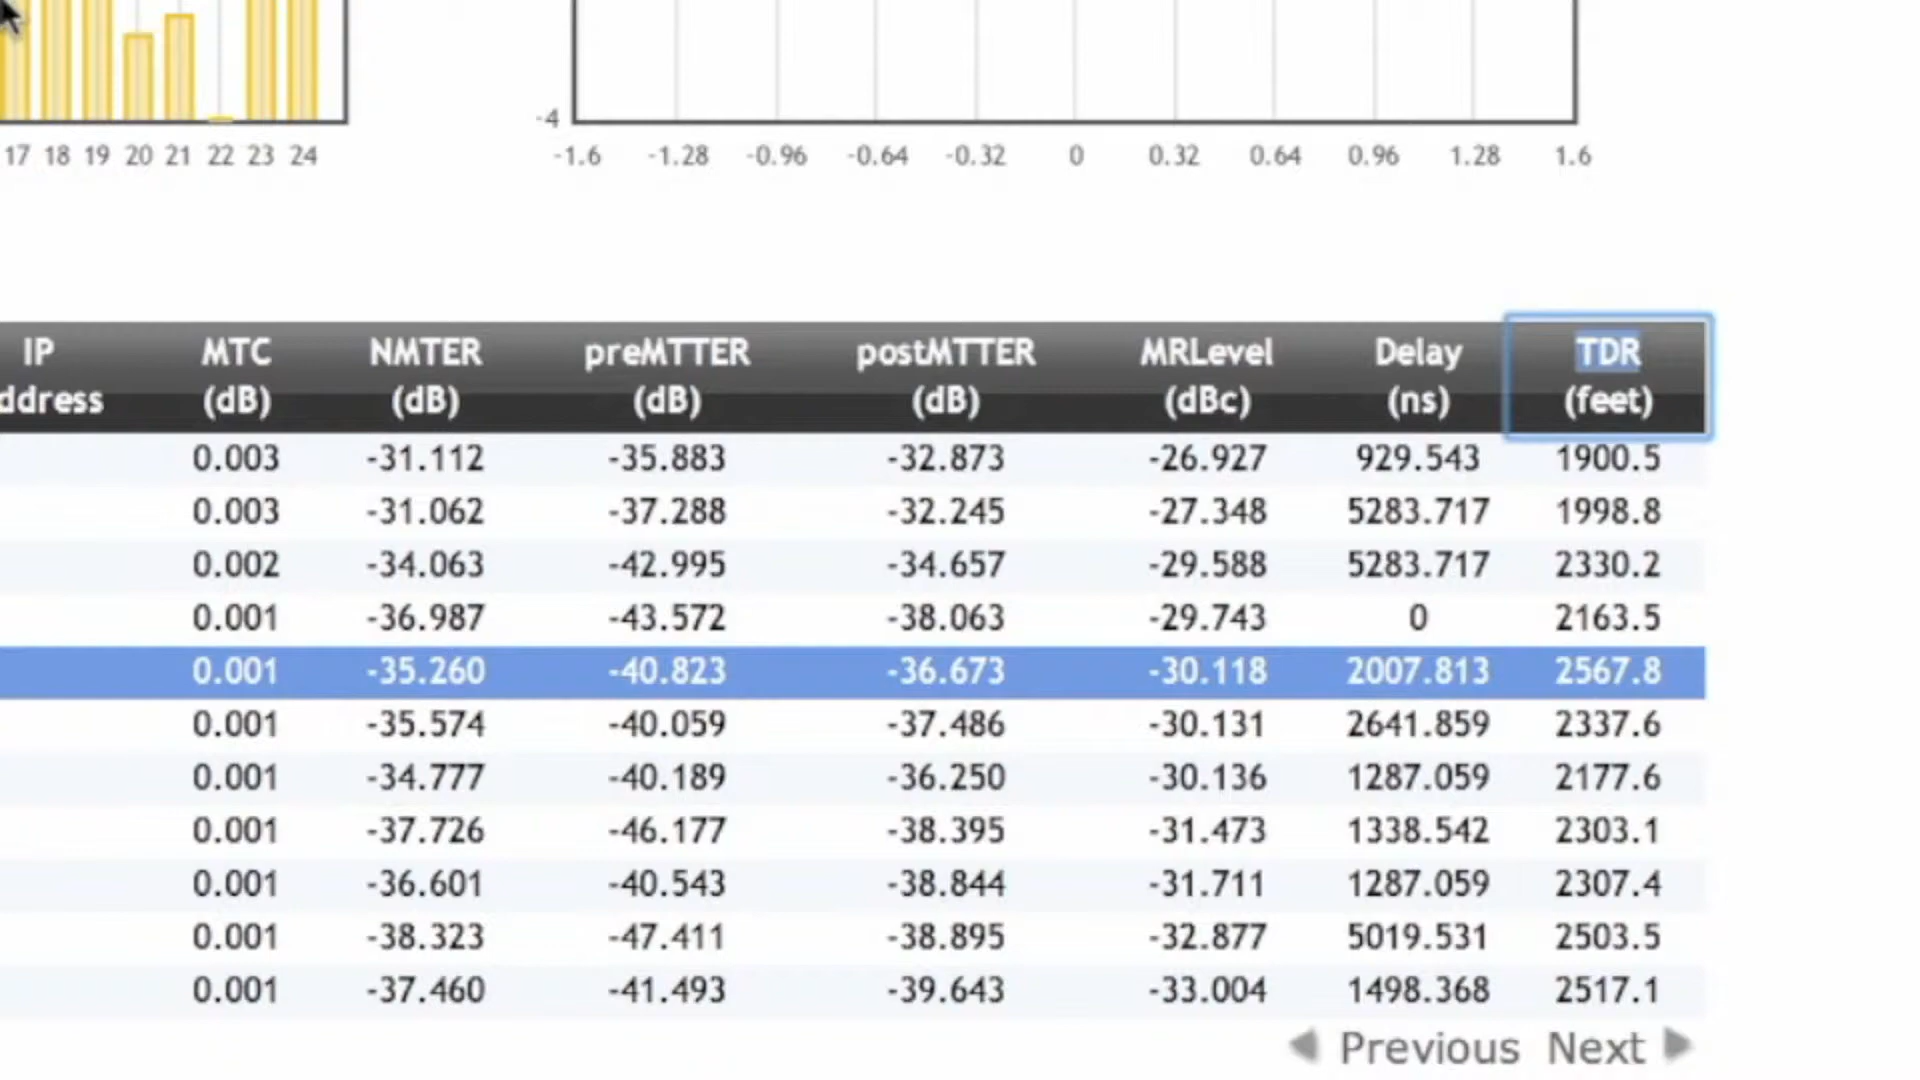 -4
17 18 19 20 21 22 23 24
-1.6 -1.28 -0.96 -0.64 -0.32 0 0.32 0.64 0.96 1.28 1.6
IP MTC NMTER preMTTER postMTTER MRLevel Delay TDR
ddress (dB) (dB) (dB) (dB) (dBc) (ns) (feet)
0.003 -31.112 -35.883 -32.873 -26.927 929.543 1900.5
0.003 -31.062 -37.288 -32.245 -27.348 5283.717 1998.8
0.002 -34.063 -42.995 -34.657 -29.588 5283.717 2330.2
0.001 -36.987 -43.572 -38.063 -29.743 0 2163.5
0.001 -35.260 -40.823 -36.673 -30.118 2007.813 2567.8
0.001 -35.574 -40.059 -37.486 -30.131 2641.859 2337.6
0.001 -34.777 -40.189 -36.250 -30.136 1287.059 2177.6
0.001 -37.726 -46.177 -38.395 -31.473 1338.542 2303.1
0.001 -36.601 -40.543 -38.844 -31.711 1287.059 2307.4
0.001 -38.323 -47.411 -38.895 -32.877 5019.531 2503.5
0.001 -37.460 -41.493 -39.643 -33.004 1498.368 2517.1
Previous Next